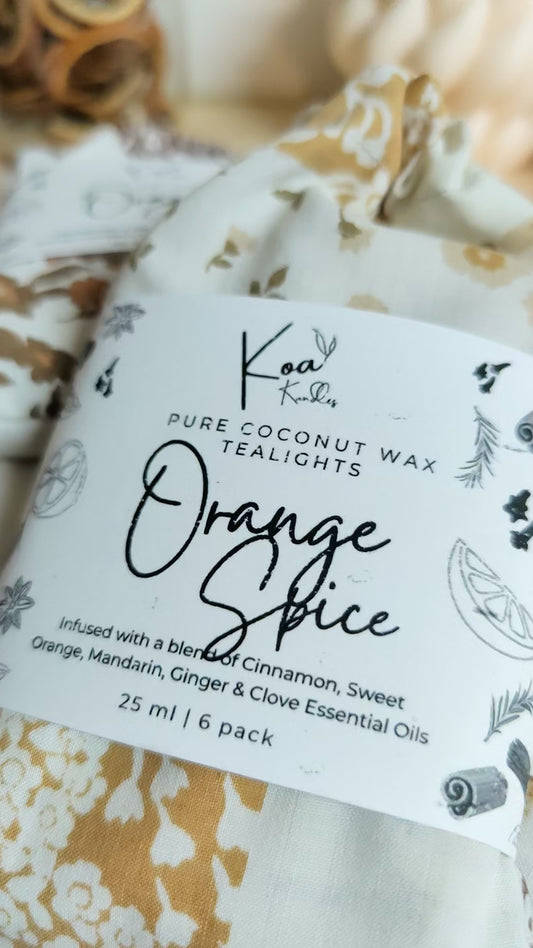 Koa
Kandles
PURE COCONUT WAX
TEALIGHTS
Orange
Spice
Infused with a blend of Cinnamon, Sweet
Orange, Mandarin, Ginger & Clove Essential Oils
25 ml | 6 pack